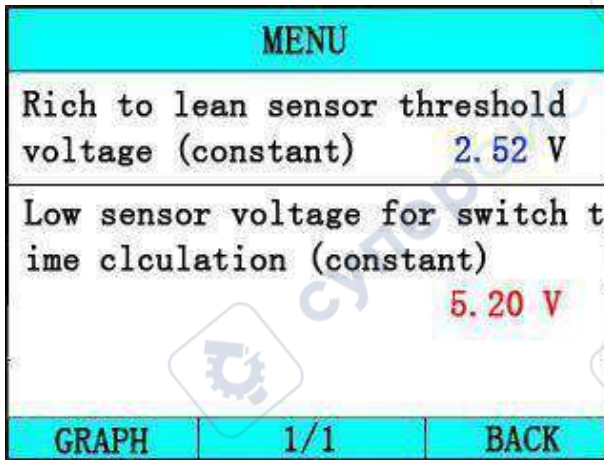 MENU
Rich to lean sensor threshold
voltage (constant) 2.52 V
Low sensor voltage for switch t
ime clculation (constant)
5.20 V
суперсуис
GRAPH 1/1 BACK